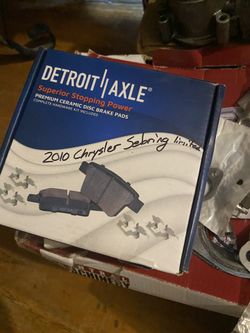 DETROIT AXLE®
Superior Stopping Power
PREMIUM CERAMIC DISC BRAKE PADS
COMPLETE HARDWARE KIT INCLUDED
2010 Chrysler Sebring limited